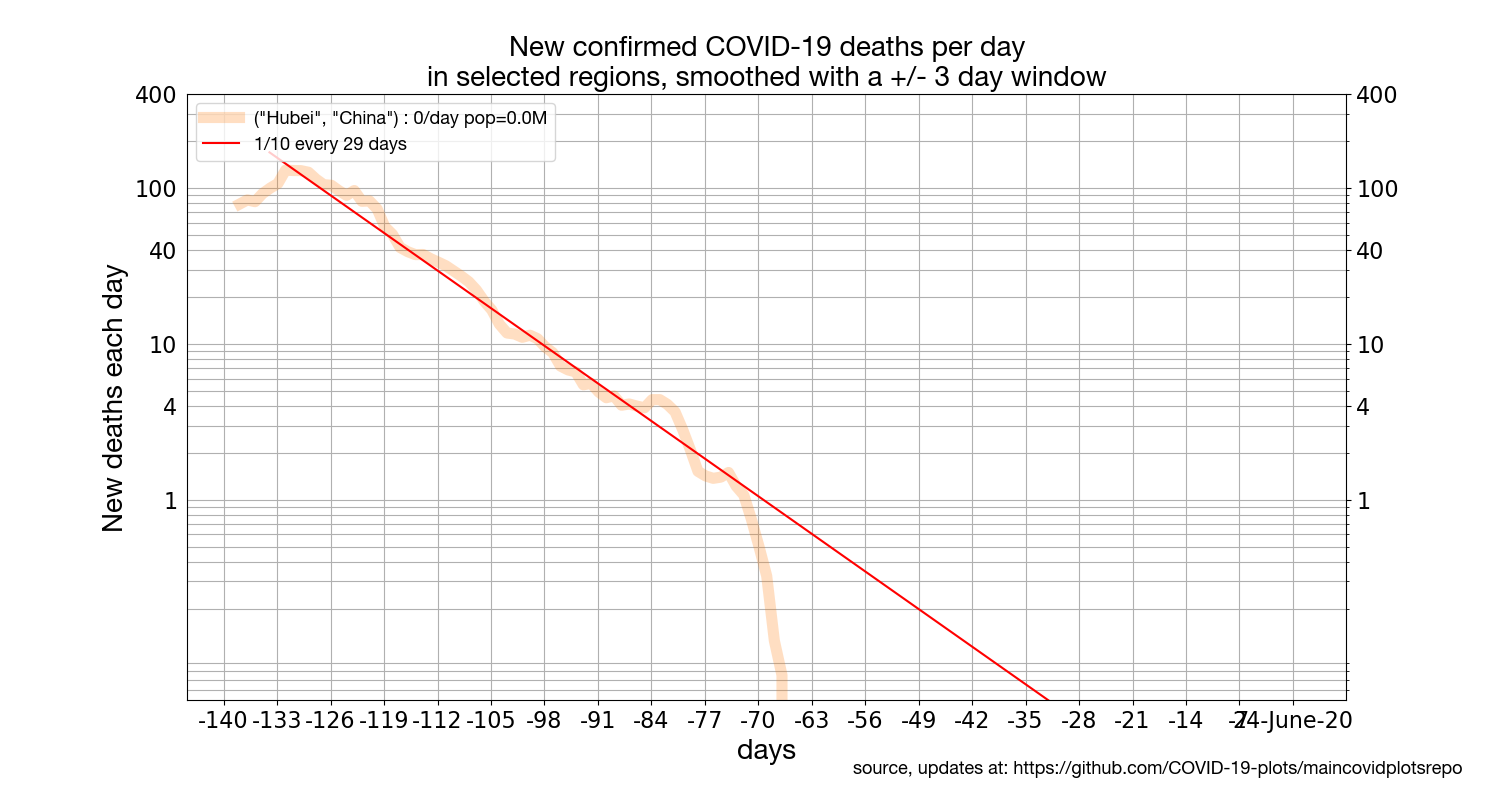 New confirmed COVID-19 deaths per day
in selected regions, smoothed with a +/- 3 day window
("Hubei", "China") : 0/day pop=0.0M
1/10 every 29 days
400
100
40
10
4
1
400
100
40
10
4
1
New deaths each day
-140 -133 -126 -119 -112 -105 -98 -91 -84 -77 -70 -63 -56 -49 -42 -35 -28 -21 -14 -7 24-June-20
days
source, updates at: https://github.com/COVID-19-plots/maincovidplotsrepo